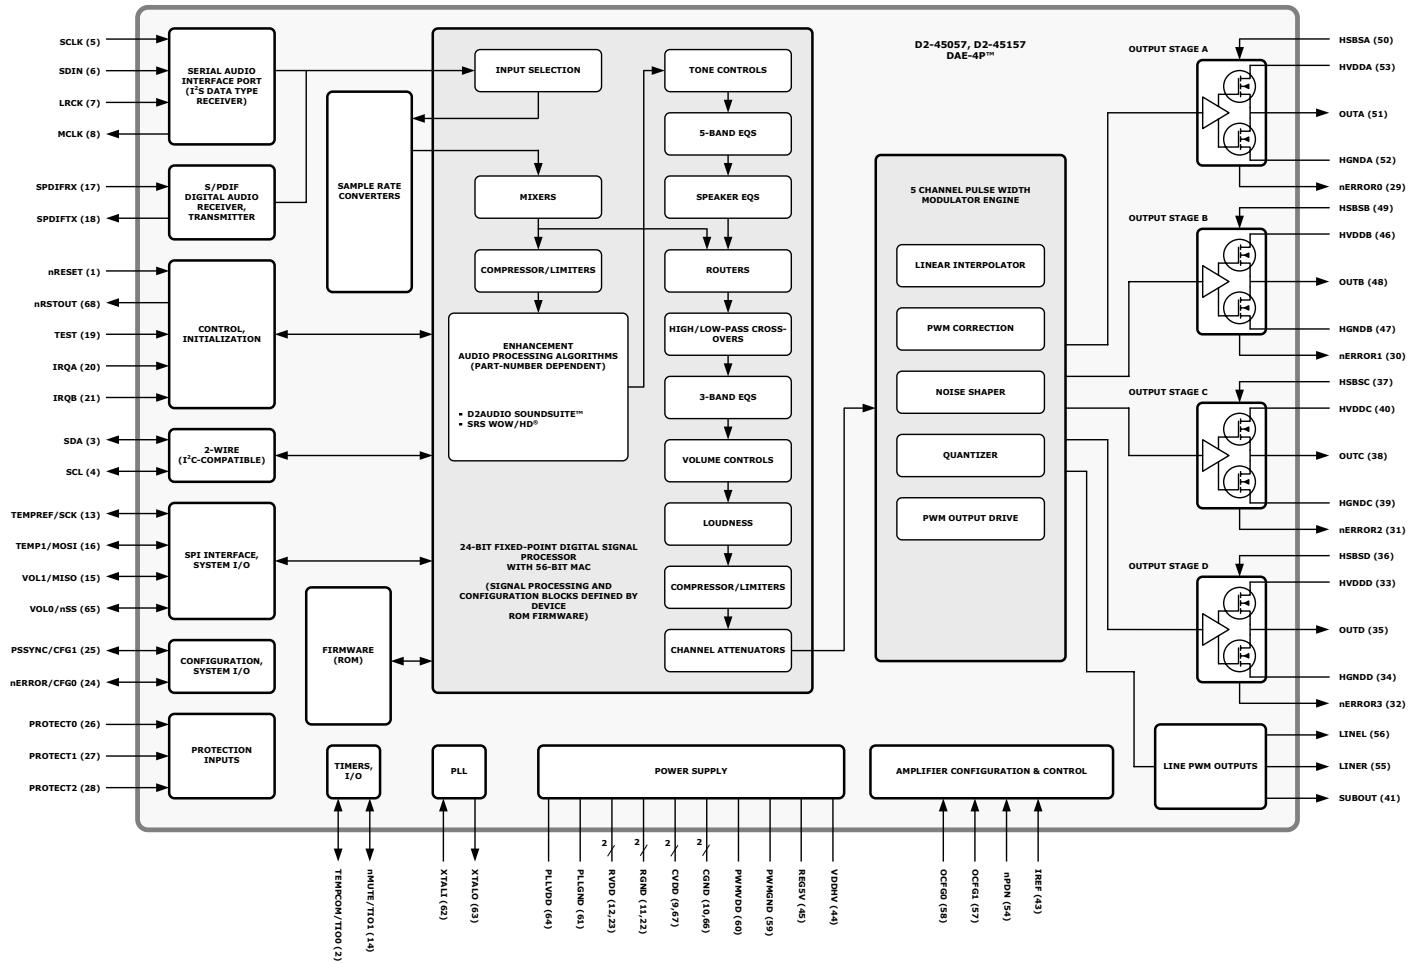 D2-45057, D2-45157
DAE-4P™
SCLK (5)
SDIN (6)
LRCK (7)
MCLK (8)
SERIAL AUDIO
INTERFACE PORT
(I²S DATA TYPE
RECEIVER)
SPDIFRX (17)
SPDIFTX (18)
S/PDIF
DIGITAL AUDIO
RECEIVER,
TRANSMITTER
nRESET (1)
nRSTOUT (68)
TEST (19)
IRQA (20)
IRQB (21)
CONTROL,
INITIALIZATION
SDA (3)
SCL (4)
2-WIRE
(I²C-COMPATIBLE)
TEMPREF/SCK (13)
TEMP1/MOSI (16)
VOL1/MISO (15)
VOL0/nSS (65)
SPI INTERFACE,
SYSTEM I/O
PSSYNC/CFG1 (25)
nERROR/CFG0 (24)
CONFIGURATION,
SYSTEM I/O
PROTECT0 (26)
PROTECT1 (27)
PROTECT2 (28)
PROTECTION
INPUTS
SAMPLE RATE
CONVERTERS
FIRMWARE
(ROM)
INPUT SELECTION
MIXERS
COMPRESSOR/LIMITERS
ENHANCEMENT
AUDIO PROCESSING ALGORITHMS
(PART-NUMBER DEPENDENT)
▪ D2AUDIO SOUNDSUITE™
▪ SRS WOW/HD®
24-BIT FIXED-POINT DIGITAL SIGNAL
PROCESSOR
WITH 56-BIT MAC
(SIGNAL PROCESSING AND
CONFIGURATION BLOCKS DEFINED BY
DEVICE
ROM FIRMWARE)
TONE CONTROLS
5-BAND EQS
SPEAKER EQS
ROUTERS
HIGH/LOW-PASS CROSS-
OVERS
3-BAND EQS
VOLUME CONTROLS
LOUDNESS
COMPRESSOR/LIMITERS
CHANNEL ATTENUATORS
5 CHANNEL PULSE WIDTH
MODULATOR ENGINE
LINEAR INTERPOLATOR
PWM CORRECTION
NOISE SHAPER
QUANTIZER
PWM OUTPUT DRIVE
OUTPUT STAGE A
HSBSA (50)
HVDDA (53)
OUTA (51)
HGNDA (52)
nERROR0 (29)
OUTPUT STAGE B
HSBSB (49)
HVDDB (46)
OUTB (48)
HGNDB (47)
nERROR1 (30)
OUTPUT STAGE C
HSBSC (37)
HVDDC (40)
OUTC (38)
HGNDC (39)
nERROR2 (31)
OUTPUT STAGE D
HSBSD (36)
HVDDD (33)
OUTD (35)
HGNDD (34)
nERROR3 (32)
LINE PWM OUTPUTS
LINEL (56)
LINER (55)
SUBOUT (41)
TIMERS,
I/O
PLL
POWER SUPPLY
AMPLIFIER CONFIGURATION & CONTROL
2
2
2
2
TEMPCOM/TIO0 (2)
nMUTE/TIO1 (14)
XTALI (62)
XTALO (63)
PLLVDD (64)
PLLGND (61)
RVDD (12,23)
RGND (11,22)
CVDD (9,67)
CGND (10,66)
PWMVDD (60)
PWMGND (59)
REG5V (45)
VDDHV (44)
OCFG0 (58)
OCFG1 (57)
nPDN (54)
IREF (43)